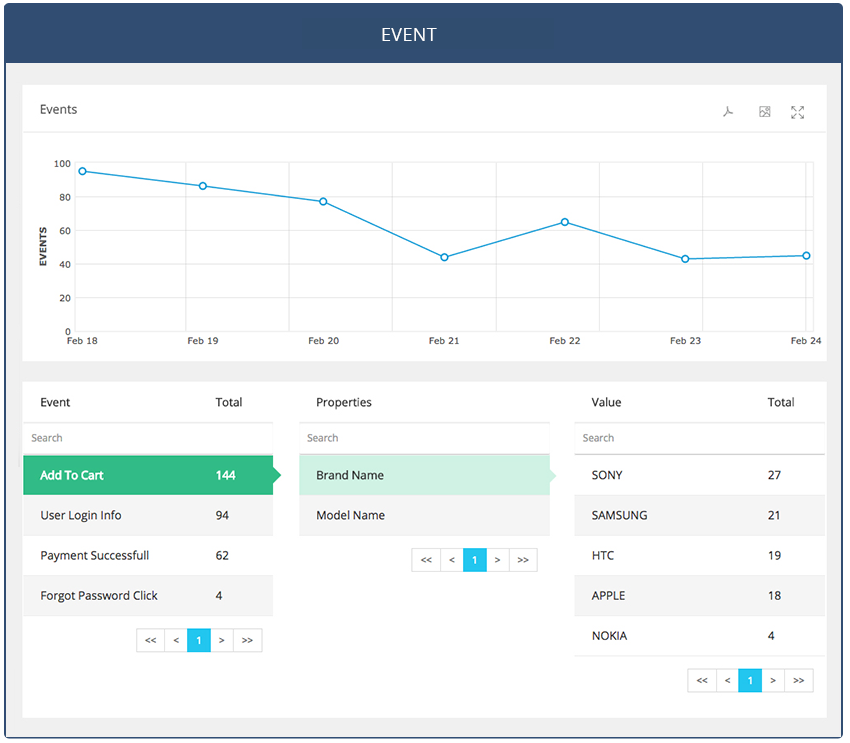 EVENT
Events
100
80
60
40
20
0
EVENTS
Feb 18 Feb 19 Feb 20 Feb 21 Feb 22 Feb 23 Feb 24
Event Total
Search
Add To Cart 144
User Login Info 94
Payment Successfull 62
Forgot Password Click 4
<< < 1 > >>
Properties
Search
Brand Name
Model Name
<< < 1 > >>
Value Total
Search
SONY 27
SAMSUNG 21
HTC 19
APPLE 18
NOKIA 4
<< < 1 > >>